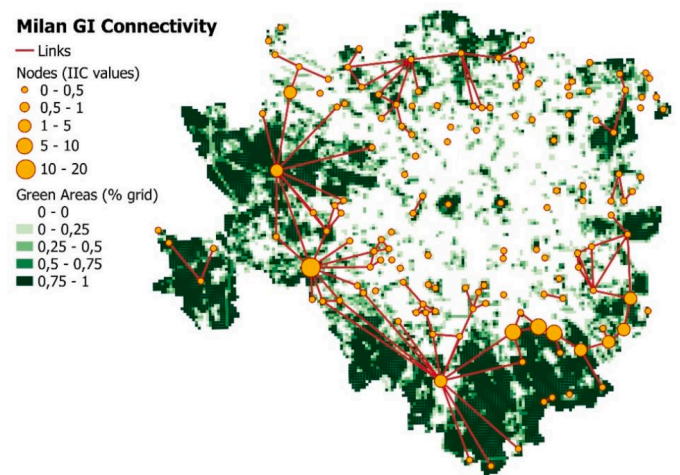 Milan GI Connectivity
Links
Nodes (IIC values)
0 - 0,5
0,5 - 1
1 - 5
5 - 10
10 - 20
Green Areas (% grid)
0 - 0
0 - 0,25
0,25 - 0,5
0,5 - 0,75
0,75 - 1